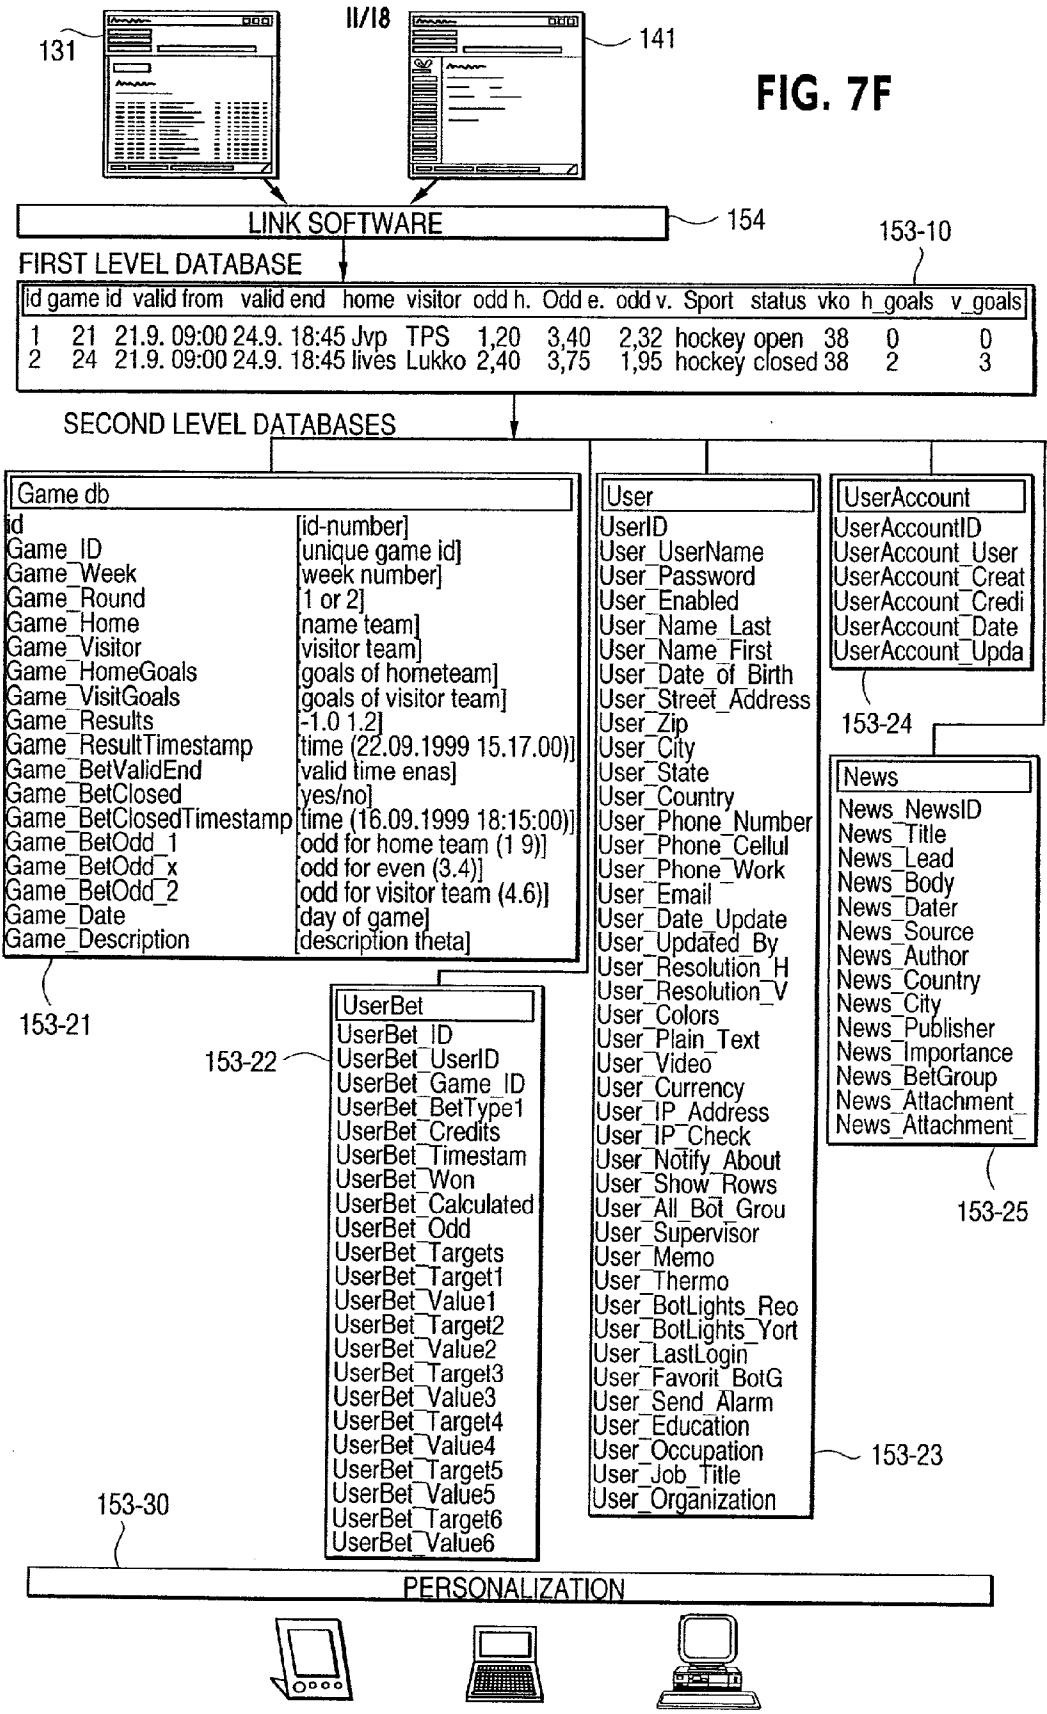 11/18
131
141
FIG. 7F
LINK SOFTWARE
154
153-10
FIRST LEVEL DATABASE
id game id valid from valid end home visitor odd h. Odd e. odd v. Sport status vko h_goals v_goals
1 21 21.9. 09:00 24.9. 18:45 Jvp TPS 1,20 3,40 2,32 hockey open 38 0 0
2 24 21.9. 09:00 24.9. 18:45 lives Lukko 2,40 3,75 1,95 hockey closed 38 2 3
SECOND LEVEL DATABASES
Game db
id [id-number]
Game_ID [unique game id]
Game_Week [week number]
Game_Round [1 or 2]
Game_Home [name team]
Game_Visitor [visitor team]
Game_HomeGoals [goals of hometeam]
Game_VisitGoals [goals of visitor team]
Game_Results [-1.0 1.2]
Game_ResultTimestamp [time (22.09.1999 15.17.00)]
Game_BetValidEnd [valid time enas]
Game_BetClosed [yes/no]
Game_BetClosedTimestamp [time (16.09.1999 18:15:00)]
Game_BetOdd_1 [odd for home team (1 9)]
Game_BetOdd_x [odd for even (3.4)]
Game_BetOdd_2 [odd for visitor team (4.6)]
Game_Date [day of game]
Game_Description [description theta]
153-21
UserBet
UserBet_ID
UserBet_UserID
UserBet_Game_ID
UserBet_BetType1
UserBet_Credits
UserBet_Timestam
UserBet_Won
UserBet_Calculated
UserBet_Odd
UserBet_Targets
UserBet_Target1
UserBet_Value1
UserBet_Target2
UserBet_Value2
UserBet_Target3
UserBet_Value3
UserBet_Target4
UserBet_Value4
UserBet_Target5
UserBet_Value5
UserBet_Target6
UserBet_Value6
153-22
User
UserID
User_UserName
User_Password
User_Enabled
User_Name_Last
User_Name_First
User_Date_of_Birth
User_Street_Address
User_Zip
User_City
User_State
User_Country
User_Phone_Number
User_Phone_Cellul
User_Phone_Work
User_Email
User_Date_Update
User_Updated_By
User_Resolution_H
User_Resolution_V
User_Colors
User_Plain_Text
User_Video
User_Currency
User_IP_Address
User_IP_Check
User_Notify_About
User_Show_Rows
User_All_Bot_Grou
User_Supervisor
User_Memo
User_Thermo
User_BotLights_Reo
User_BotLights_Yort
User_LastLogin
User_Favorit_BotG
User_Send_Alarm
User_Education
User_Occupation
User_Job_Title
User_Organization
153-23
UserAccount
UserAccountID
UserAccount_User
UserAccount_Creat
UserAccount_Credi
UserAccount_Date
UserAccount_Upda
153-24
News
News_NewsID
News_Title
News_Lead
News_Body
News_Dater
News_Source
News_Author
News_Country
News_City
News_Publisher
News_Importance
News_BetGroup
News_Attachment_
News_Attachment_
153-25
153-30
PERSONALIZATION